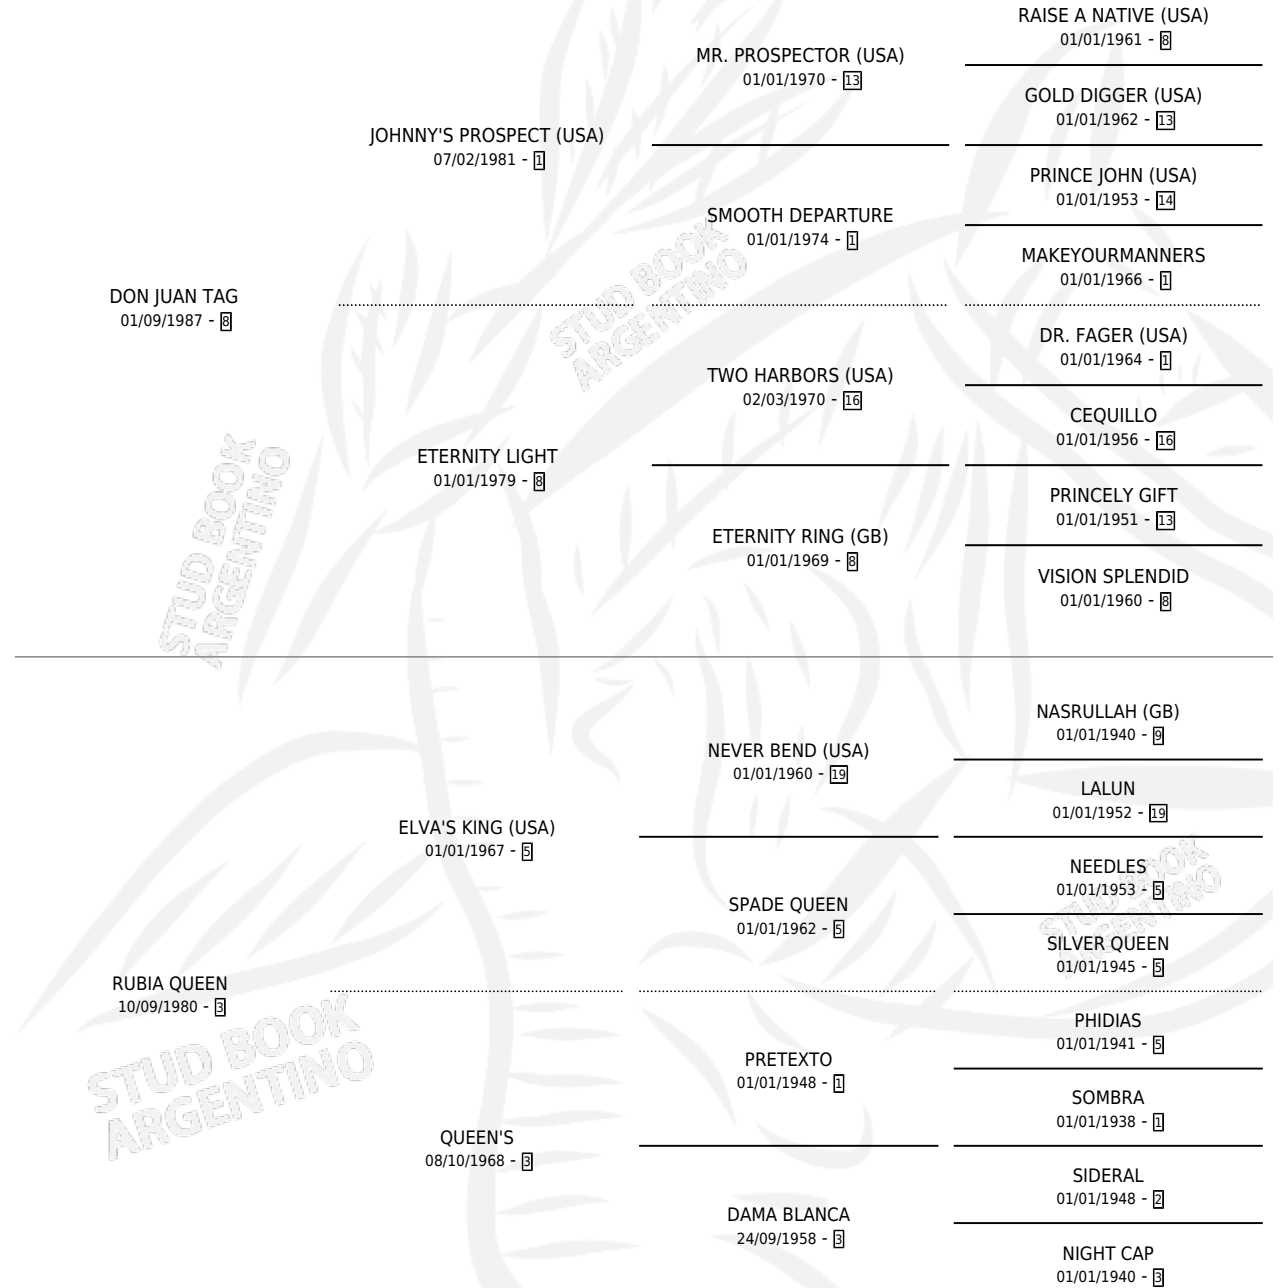 RAISE A NATIVE (USA)
01/01/1961 - 8
MR. PROSPECTOR (USA)
01/01/1970 - 13
GOLD DIGGER (USA)
01/01/1962 - 13
JOHNNY'S PROSPECT (USA)
07/02/1981 - 1
PRINCE JOHN (USA)
01/01/1953 - 14
SMOOTH DEPARTURE
01/01/1974 - 1
MAKEYOURMANNERS
01/01/1966 - 1
DON JUAN TAG
01/09/1987 - 8
DR. FAGER (USA)
01/01/1964 - 1
TWO HARBORS (USA)
02/03/1970 - 16
CEQUILLO
01/01/1956 - 16
ETERNITY LIGHT
01/01/1979 - 8
PRINCELY GIFT
01/01/1951 - 13
ETERNITY RING (GB)
01/01/1969 - 8
VISION SPLENDID
01/01/1960 - 8
NASRULLAH (GB)
01/01/1940 - 9
NEVER BEND (USA)
01/01/1960 - 19
LALUN
01/01/1952 - 19
ELVA'S KING (USA)
01/01/1967 - 5
NEEDLES
01/01/1953 - 5
SPADE QUEEN
01/01/1962 - 5
SILVER QUEEN
01/01/1945 - 5
RUBIA QUEEN
10/09/1980 - 3
PHIDIAS
01/01/1941 - 5
PRETEXTO
01/01/1948 - 1
SOMBRA
01/01/1938 - 1
QUEEN'S
08/10/1968 - 3
SIDERAL
01/01/1948 - 2
DAMA BLANCA
24/09/1958 - 3
NIGHT CAP
01/01/1940 - 3
STUD BOOK
ARGENTINO
STUD BOOK
ARGENTINO
STUD BOOK
ARGENTINO
STUD BOOK
ARGENTINO